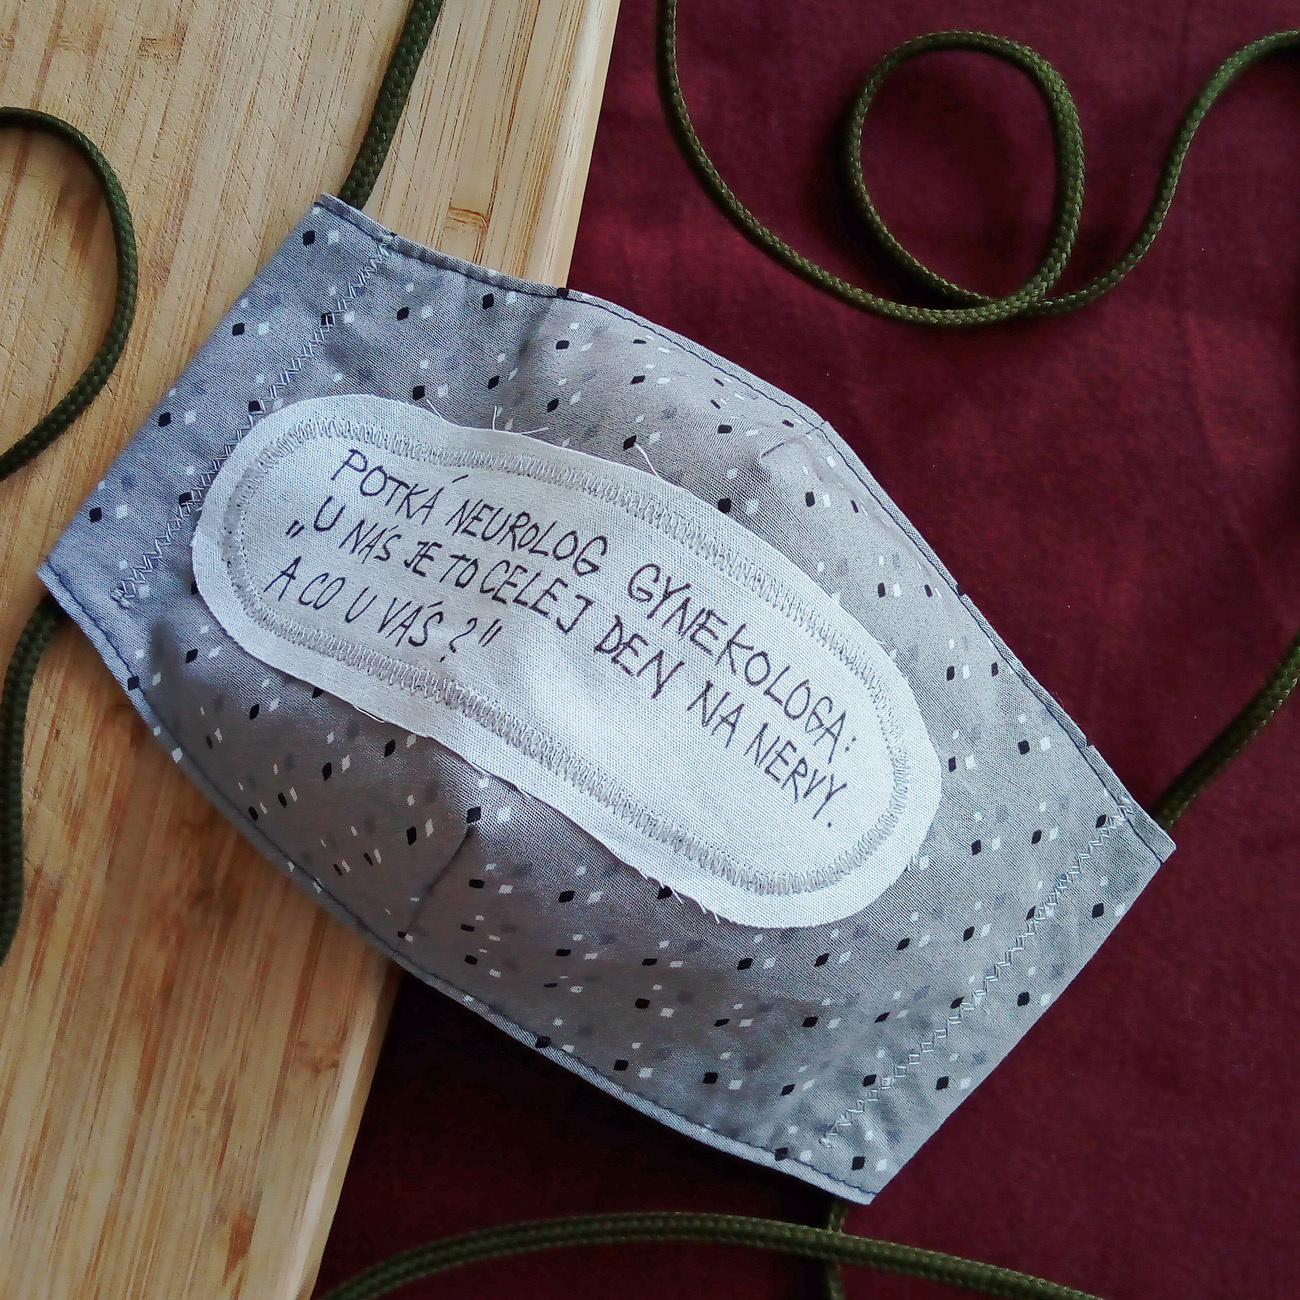 POTKÁ NEUROLOG GYNEKOLOGA:
„U NÁS JE TO CELEJ DEN NA NERVY.
A CO U VÁS?"